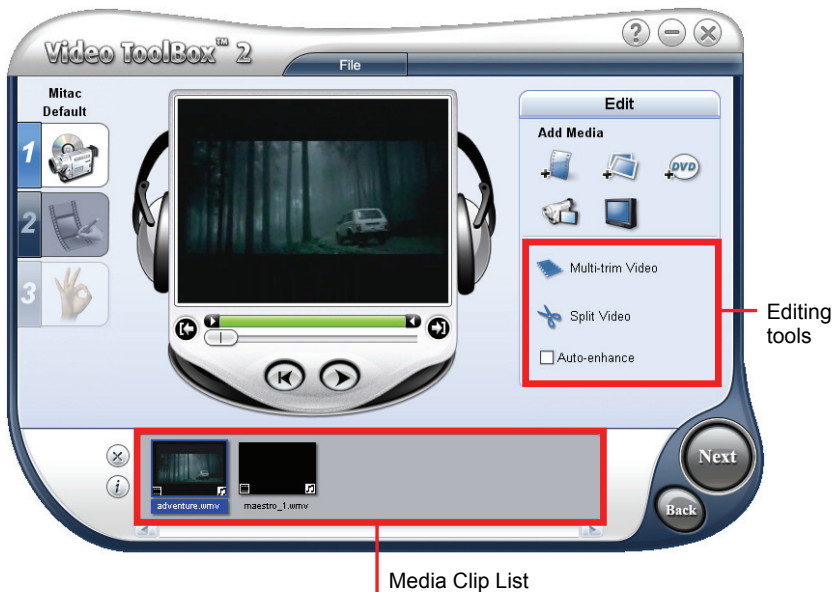 Video ToolBox™ 2
File
Mitac
Default
1
2
3
Edit
Add Media
DVD
Multi-trim Video
Split Video
Auto-enhance
Editing
tools
adventure.wmv
maestro_1.wmv
Next
Back
Media Clip List